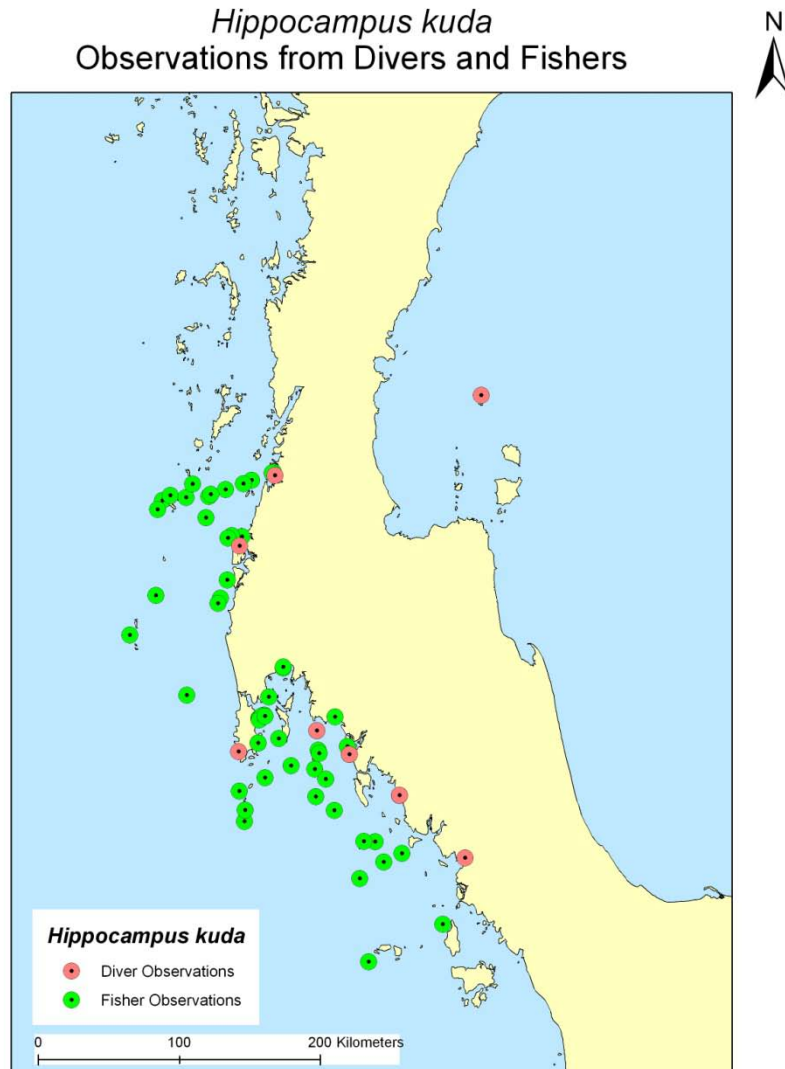 Hippocampus kuda
Observations from Divers and Fishers
N
Hippocampus kuda
Diver Observations
Fisher Observations
0 100 200 Kilometers